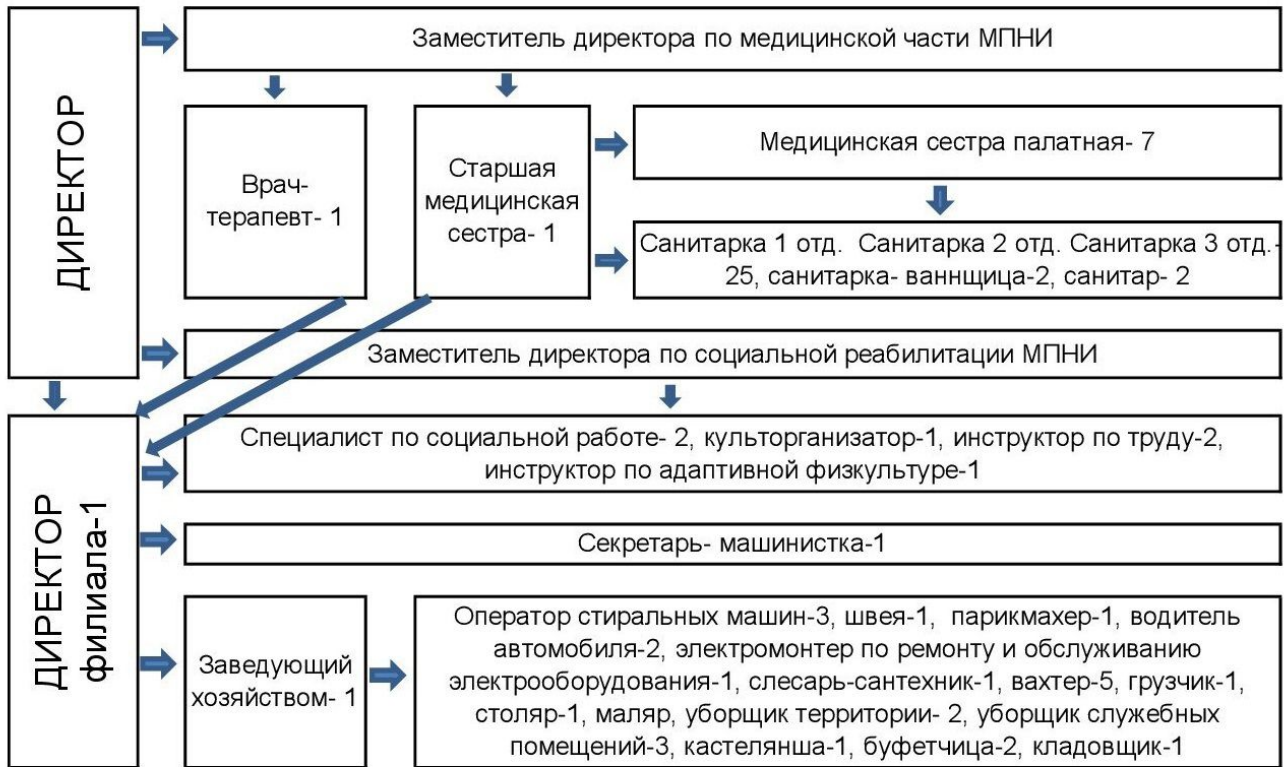 ДИРЕКТОР
Заместитель директора по медицинской части МПНИ
Врач-
терапевт- 1
Старшая
медицинская
сестра- 1
Медицинская сестра палатная- 7
Санитарка 1 отд.  Санитарка 2 отд. Санитарка 3 отд.-
25, санитарка- ваннщица-2, санитар- 2
Заместитель директора по социальной реабилитации МПНИ
ДИРЕКТОР
филиала-1
Специалист по социальной работе- 2, культорганизатор-1, инструктор по труду-2,
инструктор по адаптивной физкультуре-1
Секретарь- машинистка-1
Заведующий
хозяйством- 1
Оператор стиральных машин-3, швея-1,  парикмахер-1, водитель
автомобиля-2, электромонтер по ремонту и обслуживанию
электрооборудования-1, слесарь-сантехник-1, вахтер-5, грузчик-1,
столяр-1, маляр, уборщик территории- 2, уборщик служебных
помещений-3, кастелянша-1, буфетчица-2, кладовщик-1